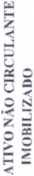 ATIVO NÃO CIRCULANTE
IMOBILIZADO